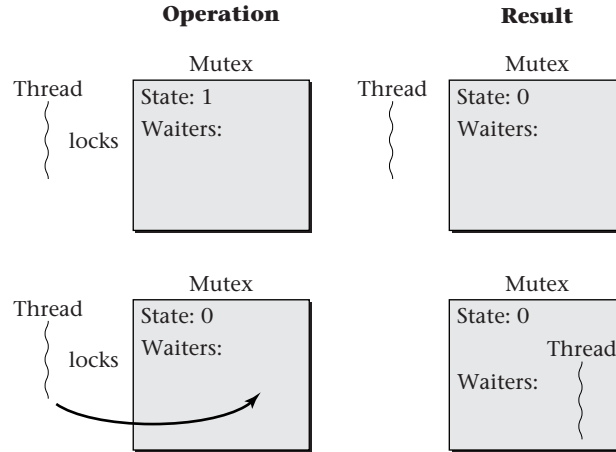 Operation
Result
Mutex
Mutex
Thread
State: 1
Waiters:
locks
Thread
State: 0
Waiters:
Mutex
Mutex
Thread
State: 0
Waiters:
locks
State: 0
Thread
Waiters: